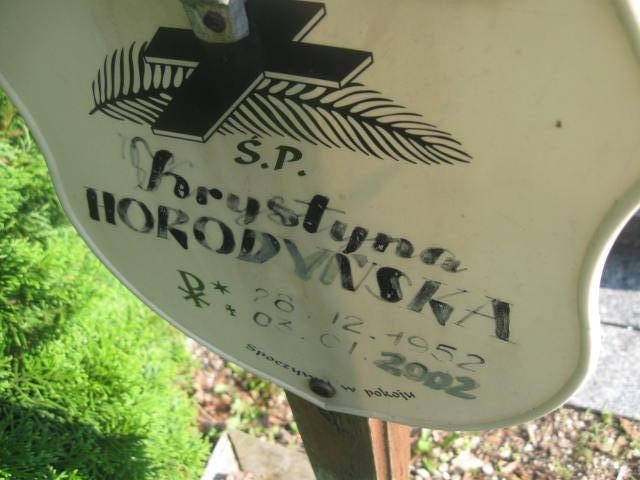 Ś.P.
Krystyna
HORODYŃSKA
* 28.12.1952
02.01.2002
Spoczywaj w pokoju